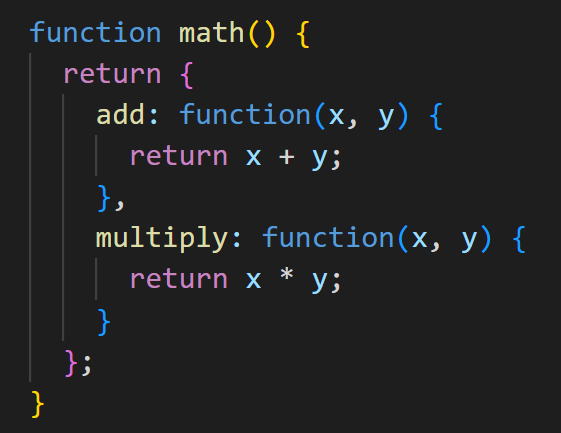 function math() {
  return {
    add: function(x, y) {
      return x + y;
    },
    multiply: function(x, y) {
      return x * y;
    }
  };
}